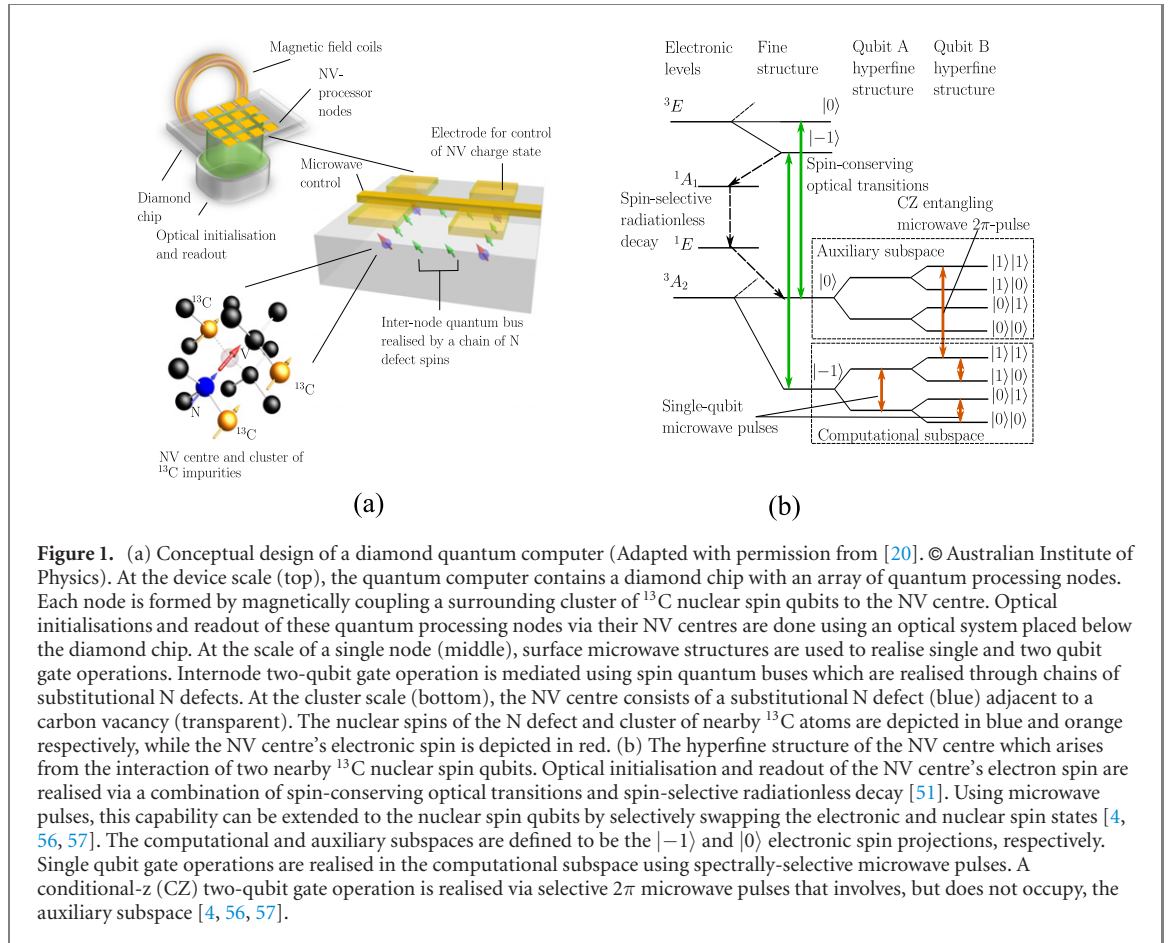 Magnetic field coils
NV-
processor
nodes
Diamond
chip
Optical initialisation
and readout
Microwave
control
Electrode for control
of NV charge state
Inter-node quantum bus
realised by a chain of N
defect spins
¹³C
V
¹³C
N
¹³C
NV centre and cluster of
¹³C impurities
(a)
Electronic
levels
Fine
structure
Qubit A
hyperfine
structure
Qubit B
hyperfine
structure
³E
|0⟩
|−1⟩
Spin-conserving
optical transitions
¹A₁
Spin-selective
radiationless
decay
¹E
CZ entangling
microwave 2π-pulse
Auxiliary subspace
³A₂
|0⟩
|1⟩|1⟩
|1⟩|0⟩
|0⟩|1⟩
|0⟩|0⟩
|−1⟩
|1⟩|1⟩
|1⟩|0⟩
|0⟩|1⟩
|0⟩|0⟩
Single-qubit
microwave pulses
Computational subspace
(b)
Figure 1. (a) Conceptual design of a diamond quantum computer (Adapted with permission from [20]. © Australian Institute of
Physics). At the device scale (top), the quantum computer contains a diamond chip with an array of quantum processing nodes.
Each node is formed by magnetically coupling a surrounding cluster of ¹³C nuclear spin qubits to the NV centre. Optical
initialisations and readout of these quantum processing nodes via their NV centres are done using an optical system placed below
the diamond chip. At the scale of a single node (middle), surface microwave structures are used to realise single and two qubit
gate operations. Internode two-qubit gate operation is mediated using spin quantum buses which are realised through chains of
substitutional N defects. At the cluster scale (bottom), the NV centre consists of a substitutional N defect (blue) adjacent to a
carbon vacancy (transparent). The nuclear spins of the N defect and cluster of nearby ¹³C atoms are depicted in blue and orange
respectively, while the NV centre's electronic spin is depicted in red. (b) The hyperfine structure of the NV centre which arises
from the interaction of two nearby ¹³C nuclear spin qubits. Optical initialisation and readout of the NV centre's electron spin are
realised via a combination of spin-conserving optical transitions and spin-selective radiationless decay [51]. Using microwave
pulses, this capability can be extended to the nuclear spin qubits by selectively swapping the electronic and nuclear spin states [4,
56, 57]. The computational and auxiliary subspaces are defined to be the |−1⟩ and |0⟩ electronic spin projections, respectively.
Single qubit gate operations are realised in the computational subspace using spectrally-selective microwave pulses. A
conditional-z (CZ) two-qubit gate operation is realised via selective 2π microwave pulses that involves, but does not occupy, the
auxiliary subspace [4, 56, 57].